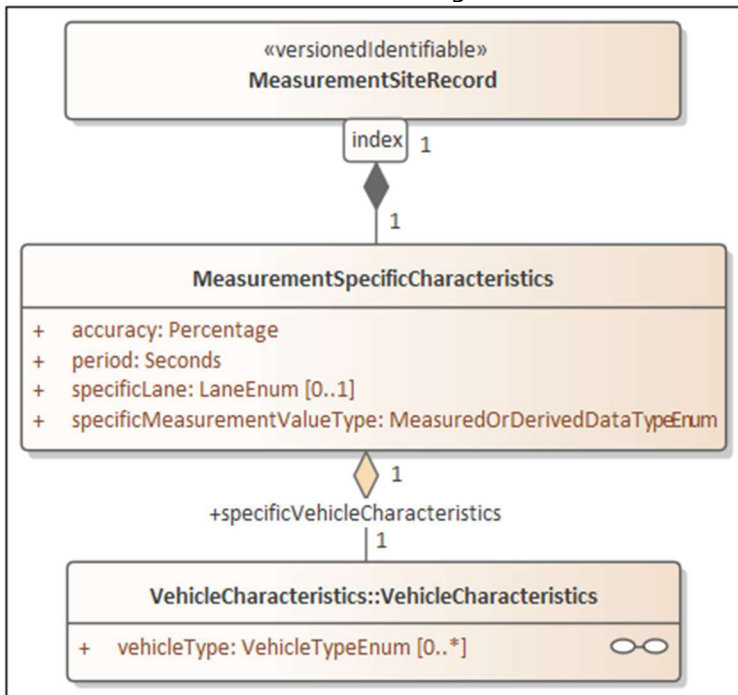 «versionedIdentifiable»
MeasurementSiteRecord
index 1
1
MeasurementSpecificCharacteristics
+ accuracy: Percentage
+ period: Seconds
+ specificLane: LaneEnum [0..1]
+ specificMeasurementValueType: MeasuredOrDerivedDataTypeEnum
1
+specificVehicleCharacteristics
1
VehicleCharacteristics::VehicleCharacteristics
+ vehicleType: VehicleTypeEnum [0..*]